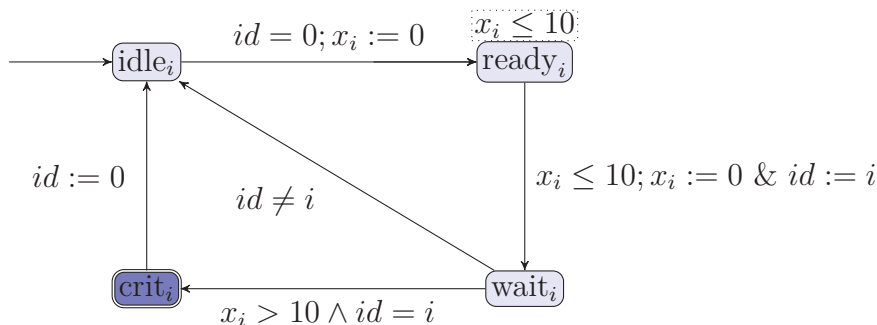 id = 0; x_i := 0
x_i ≤ 10
idle_i
ready_i
id := 0
x_i ≤ 10; x_i := 0 & id := i
id ≠ i
crit_i
wait_i
x_i > 10 ∧ id = i